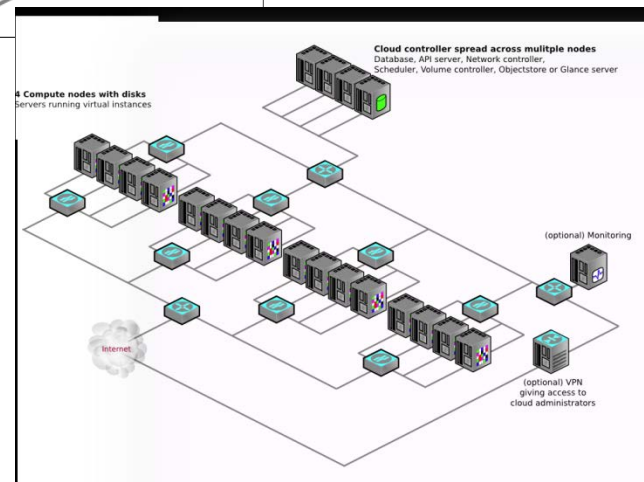 Cloud controller spread across mulitple nodes
Database, API server, Network controller,
Scheduler, Volume controller, Objectstore or Glance server
4 Compute nodes with disks
Servers running virtual instances
(optional) Monitoring
Internet
(optional) VPN
giving access to
cloud administrators